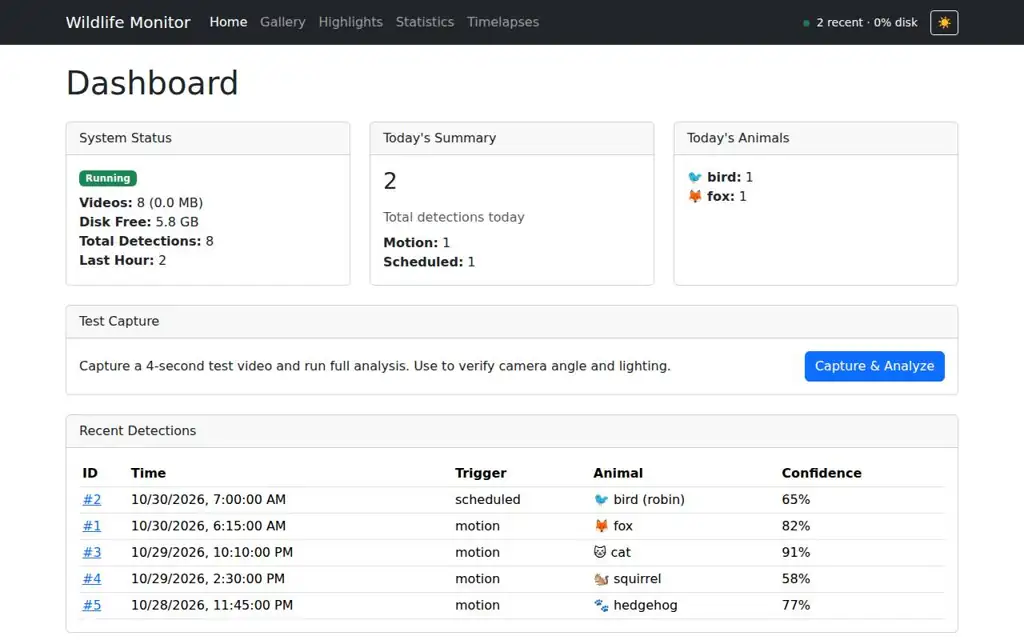 Wildlife Monitor Home Gallery Highlights Statistics Timelapses 2 recent · 0% disk
Dashboard
System Status
Running
Videos: 8 (0.0 MB)
Disk Free: 5.8 GB
Total Detections: 8
Last Hour: 2
Today's Summary
2
Total detections today
Motion: 1
Scheduled: 1
Today's Animals
bird: 1
fox: 1
Test Capture
Capture a 4-second test video and run full analysis. Use to verify camera angle and lighting. Capture & Analyze
Recent Detections
ID Time Trigger Animal Confidence
#2 10/30/2026, 7:00:00 AM scheduled bird (robin) 65%
#1 10/30/2026, 6:15:00 AM motion fox 82%
#3 10/29/2026, 10:10:00 PM motion cat 91%
#4 10/29/2026, 2:30:00 PM motion squirrel 58%
#5 10/28/2026, 11:45:00 PM motion hedgehog 77%